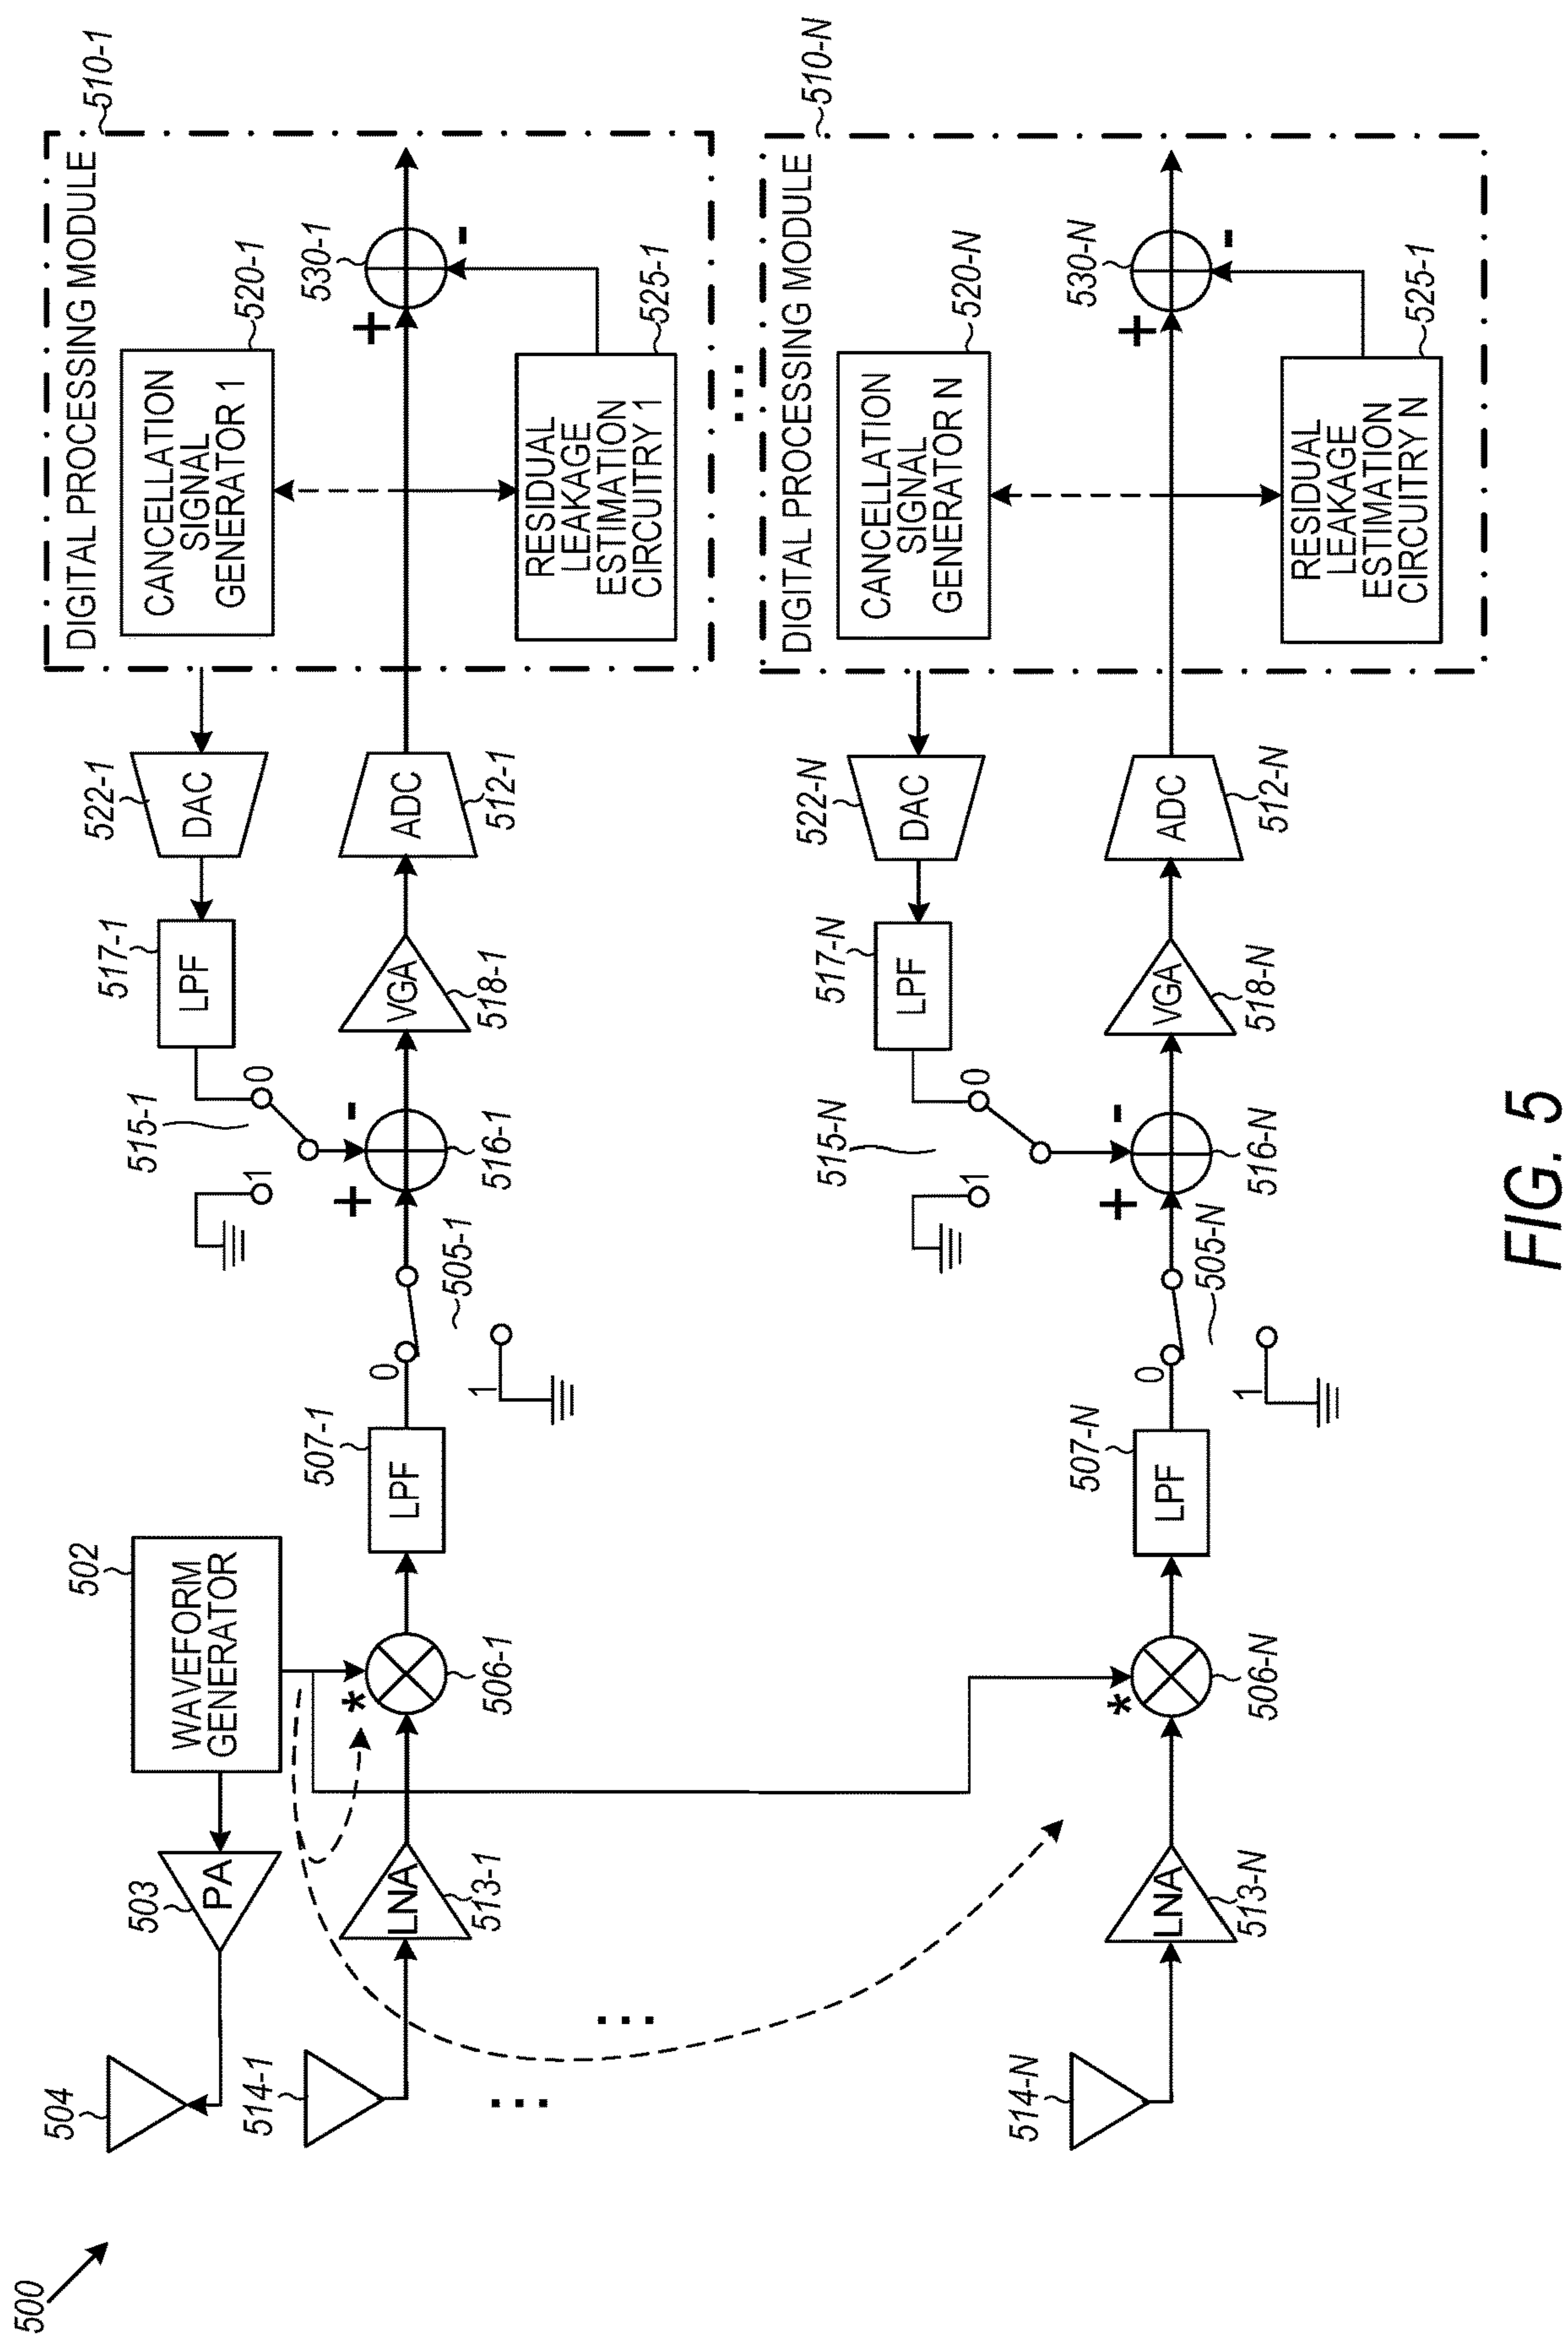 500
504
503
PA
502
WAVEFORM
GENERATOR
514-1
LNA
513-1
*
506-1
507-1
LPF
0
1
505-1
+
-
516-1
515-1
0
1
517-1
LPF
522-1
DAC
VGA
518-1
ADC
512-1
510-1
DIGITAL PROCESSING MODULE
CANCELLATION
SIGNAL
GENERATOR 1
520-1
530-1
+
-
RESIDUAL
LEAKAGE
ESTIMATION
CIRCUITRY 1
525-1
...
...
...
514-N
LNA
513-N
*
506-N
507-N
LPF
0
1
505-N
+
-
516-N
515-N
0
1
517-N
LPF
522-N
DAC
VGA
518-N
ADC
512-N
510-N
DIGITAL PROCESSING MODULE
CANCELLATION
SIGNAL
GENERATOR N
520-N
530-N
+
-
RESIDUAL
LEAKAGE
ESTIMATION
CIRCUITRY N
525-1
FIG. 5